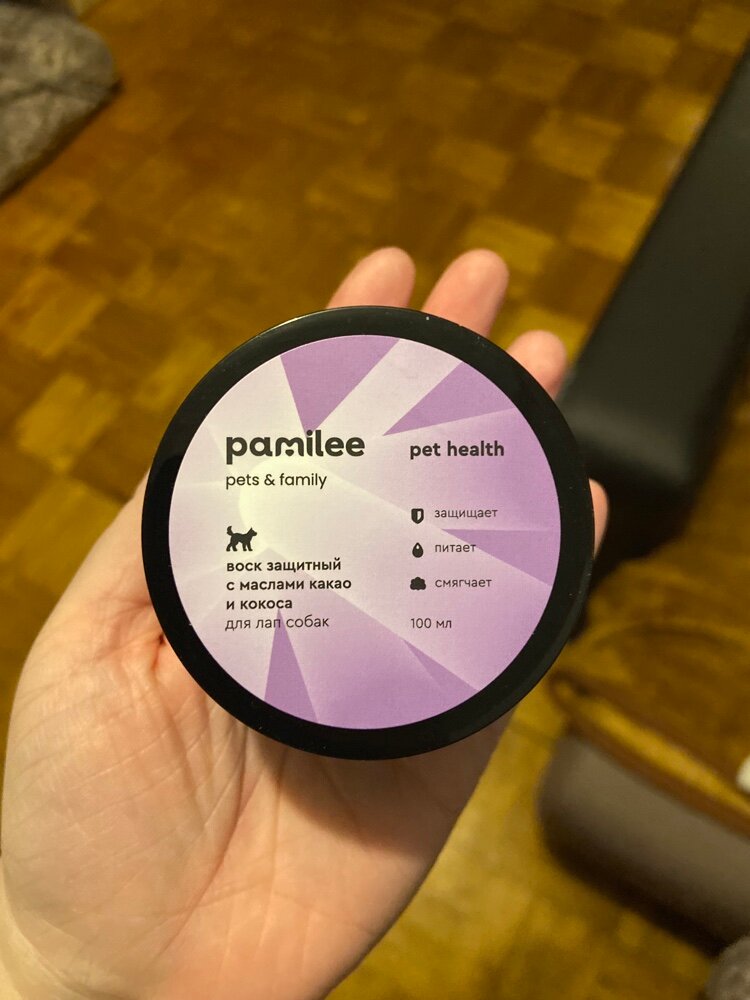 pamilee
pets & family
pet health
защищает
питает
смягчает
воск защитный
с маслами какао
и кокоса
для лап собак
100 мл